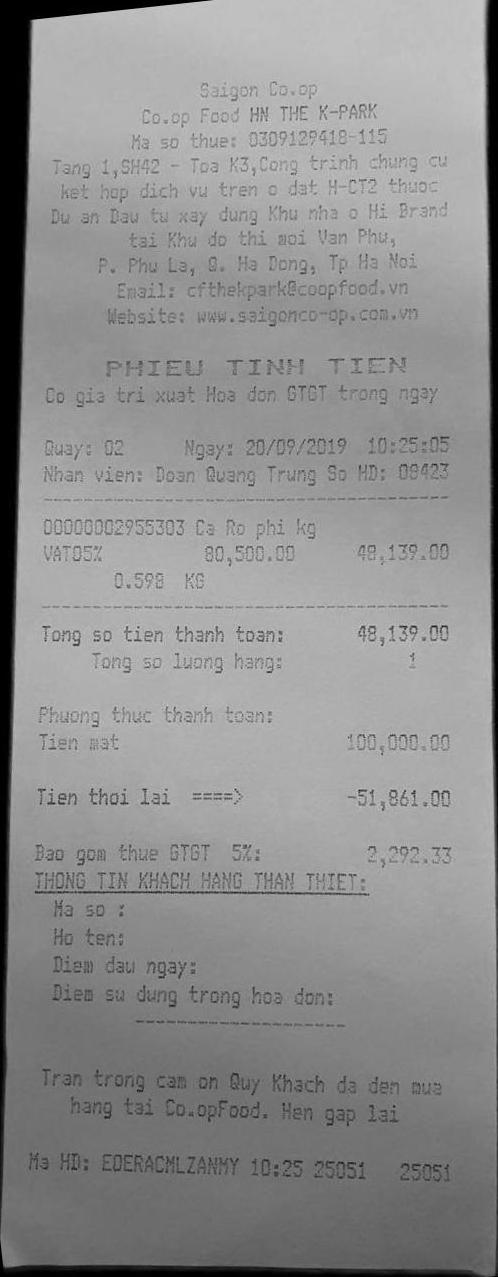 Saigon Co.op
Co.op Food HN THE K-PARK
Ma so thue: 0309129418-115
Tang 1,SH42 - Toa K3,Cong trinh chung cu
ket hop dich vu tren o dat H-CT2 thuoc
Du an Dau tu xay dung Khu nha o Hi Brand
tai Khu do thi moi Van Phu,
P. Phu La, Q. Ha Dong, Tp Ha Noi
Email: cfthekpark@coopfood.vn
Website: www.saigonco-op.com.vn
PHIEU TINH TIEN
Co gia tri xuat Hoa don GTGT trong ngay
Quay: 02 Ngay: 20/09/2019 10:25:05
Nhan vien: Doan Quang Trung So HD: 08423
00000002955303 Ca Ro phi kg
VAT05% 80,500.00 48,139.00
0.598 KG
Tong so tien thanh toan: 48,139.00
Tong so luong hang: 1
Phuong thuc thanh toan:
Tien mat 100,000.00
Tien thoi lai ====> -51,861.00
Bao gom thue GTGT 5%: 2,292.33
THONG TIN KHACH HANG THAN THIET:
Ma so :
Ho ten:
Diem dau ngay:
Diem su dung trong hoa don:
Tran trong cam on Quy Khach da den mua
hang tai Co.opFood. Hen gap lai
Ma HD: EOERACMLZANMY 10:25 25051 25051